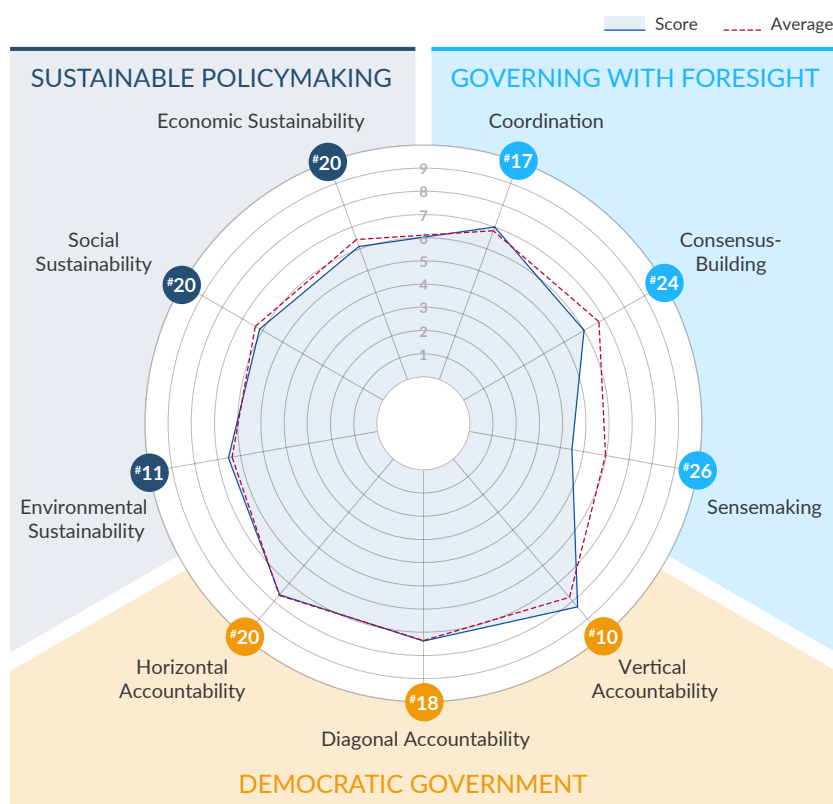 Score
Average
SUSTAINABLE POLICYMAKING
GOVERNING WITH FORESIGHT
Economic Sustainability
Coordination
#20
#17
9
8
7
6
5
4
3
2
1
Social
Sustainability
#20
Consensus-
Building
#24
#11
Environmental
Sustainability
#26
Sensemaking
#20
Horizontal
Accountability
#10
Vertical
Accountability
#18
Diagonal Accountability
DEMOCRATIC GOVERNMENT